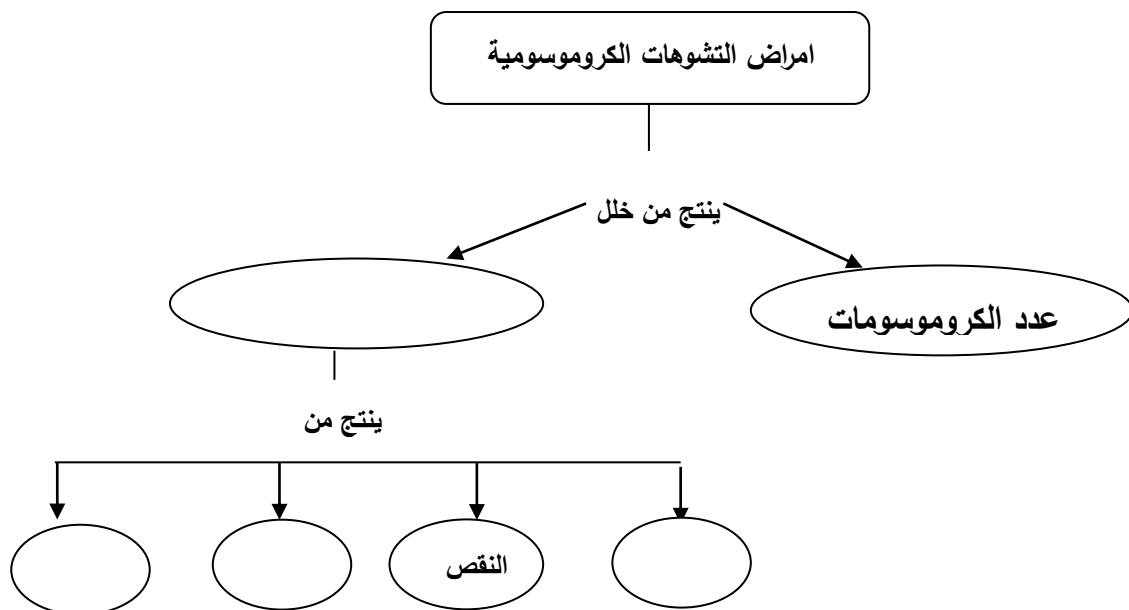 امراض التشوهات الكروموسومية
ينتج من خلل
عدد الكروموسومات
ينتج من
النقص